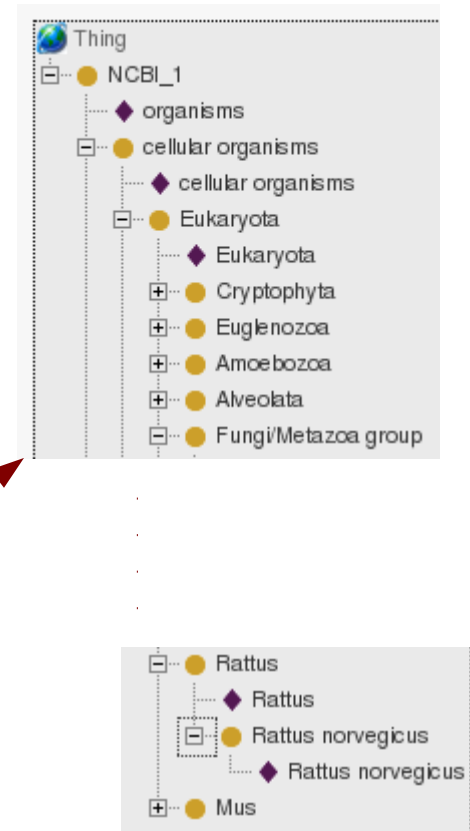 Thing
NCBI_1
organisms
cellular organisms
cellular organisms
Eukaryota
Eukaryota
Cryptophyta
Euglenozoa
Amoebozoa
Alveolata
Fungi/Metazoa group
.
.
.
.
Rattus
Rattus
Rattus norvegicus
Rattus norvegicus
Mus